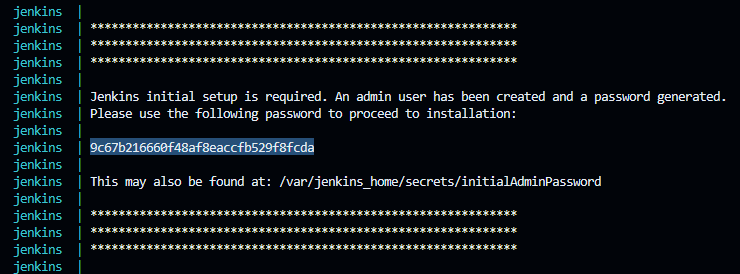 jenkins |
jenkins | *************************************************************
jenkins | *************************************************************
jenkins | *************************************************************
jenkins |
jenkins | Jenkins initial setup is required. An admin user has been created and a password generated.
jenkins | Please use the following password to proceed to installation:
jenkins |
jenkins | 9c67b216660f48af8eaccfb529f8fcda
jenkins |
jenkins | This may also be found at: /var/jenkins_home/secrets/initialAdminPassword
jenkins |
jenkins | *************************************************************
jenkins | *************************************************************
jenkins | *************************************************************
jenkins |